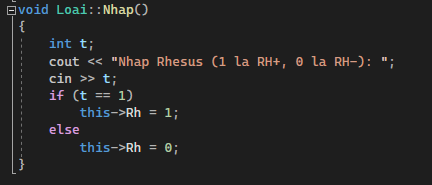 void Loai::Nhap()
{
int t;
cout << "Nhap Rhesus (1 la RH+, 0 la RH-): ";
cin >> t;
if (t == 1)
this->Rh = 1;
else
this->Rh = 0;
}